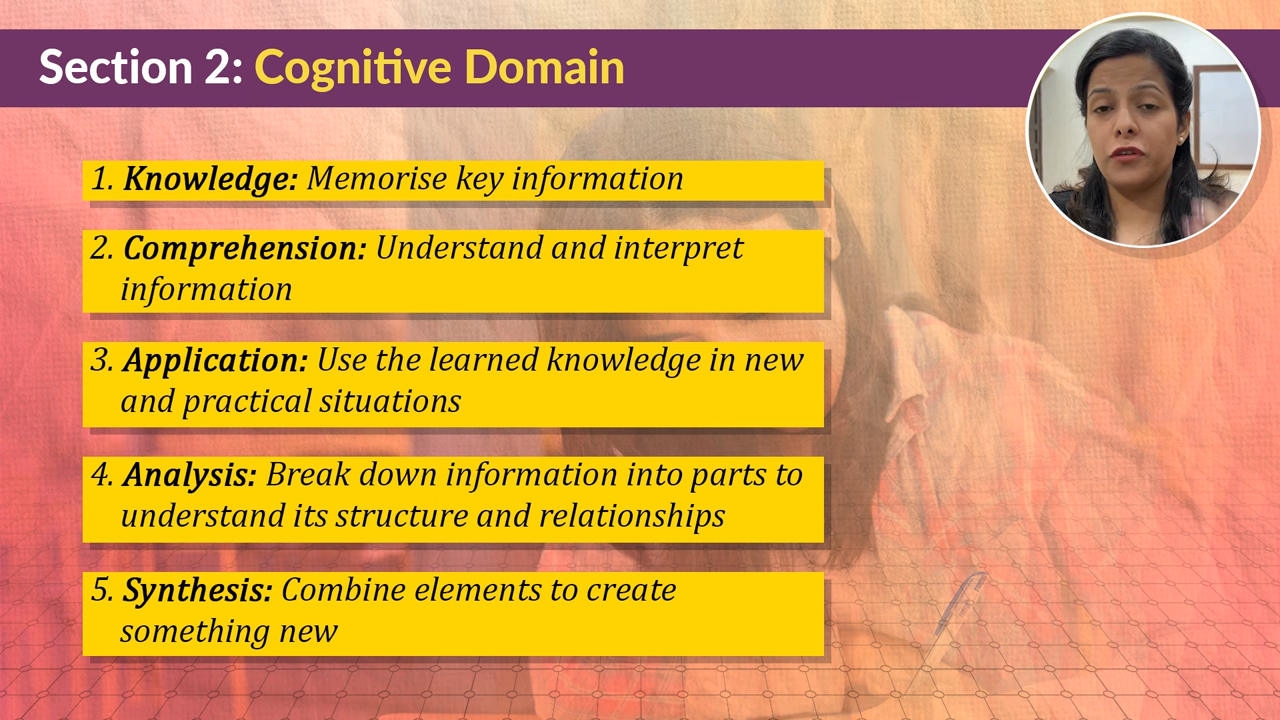 Section 2: Cognitive Domain
1. Knowledge: Memorise key information
2. Comprehension: Understand and interpret
information
3. Application: Use the learned knowledge in new
and practical situations
4. Analysis: Break down information into parts to
understand its structure and relationships
5. Synthesis: Combine elements to create
something new